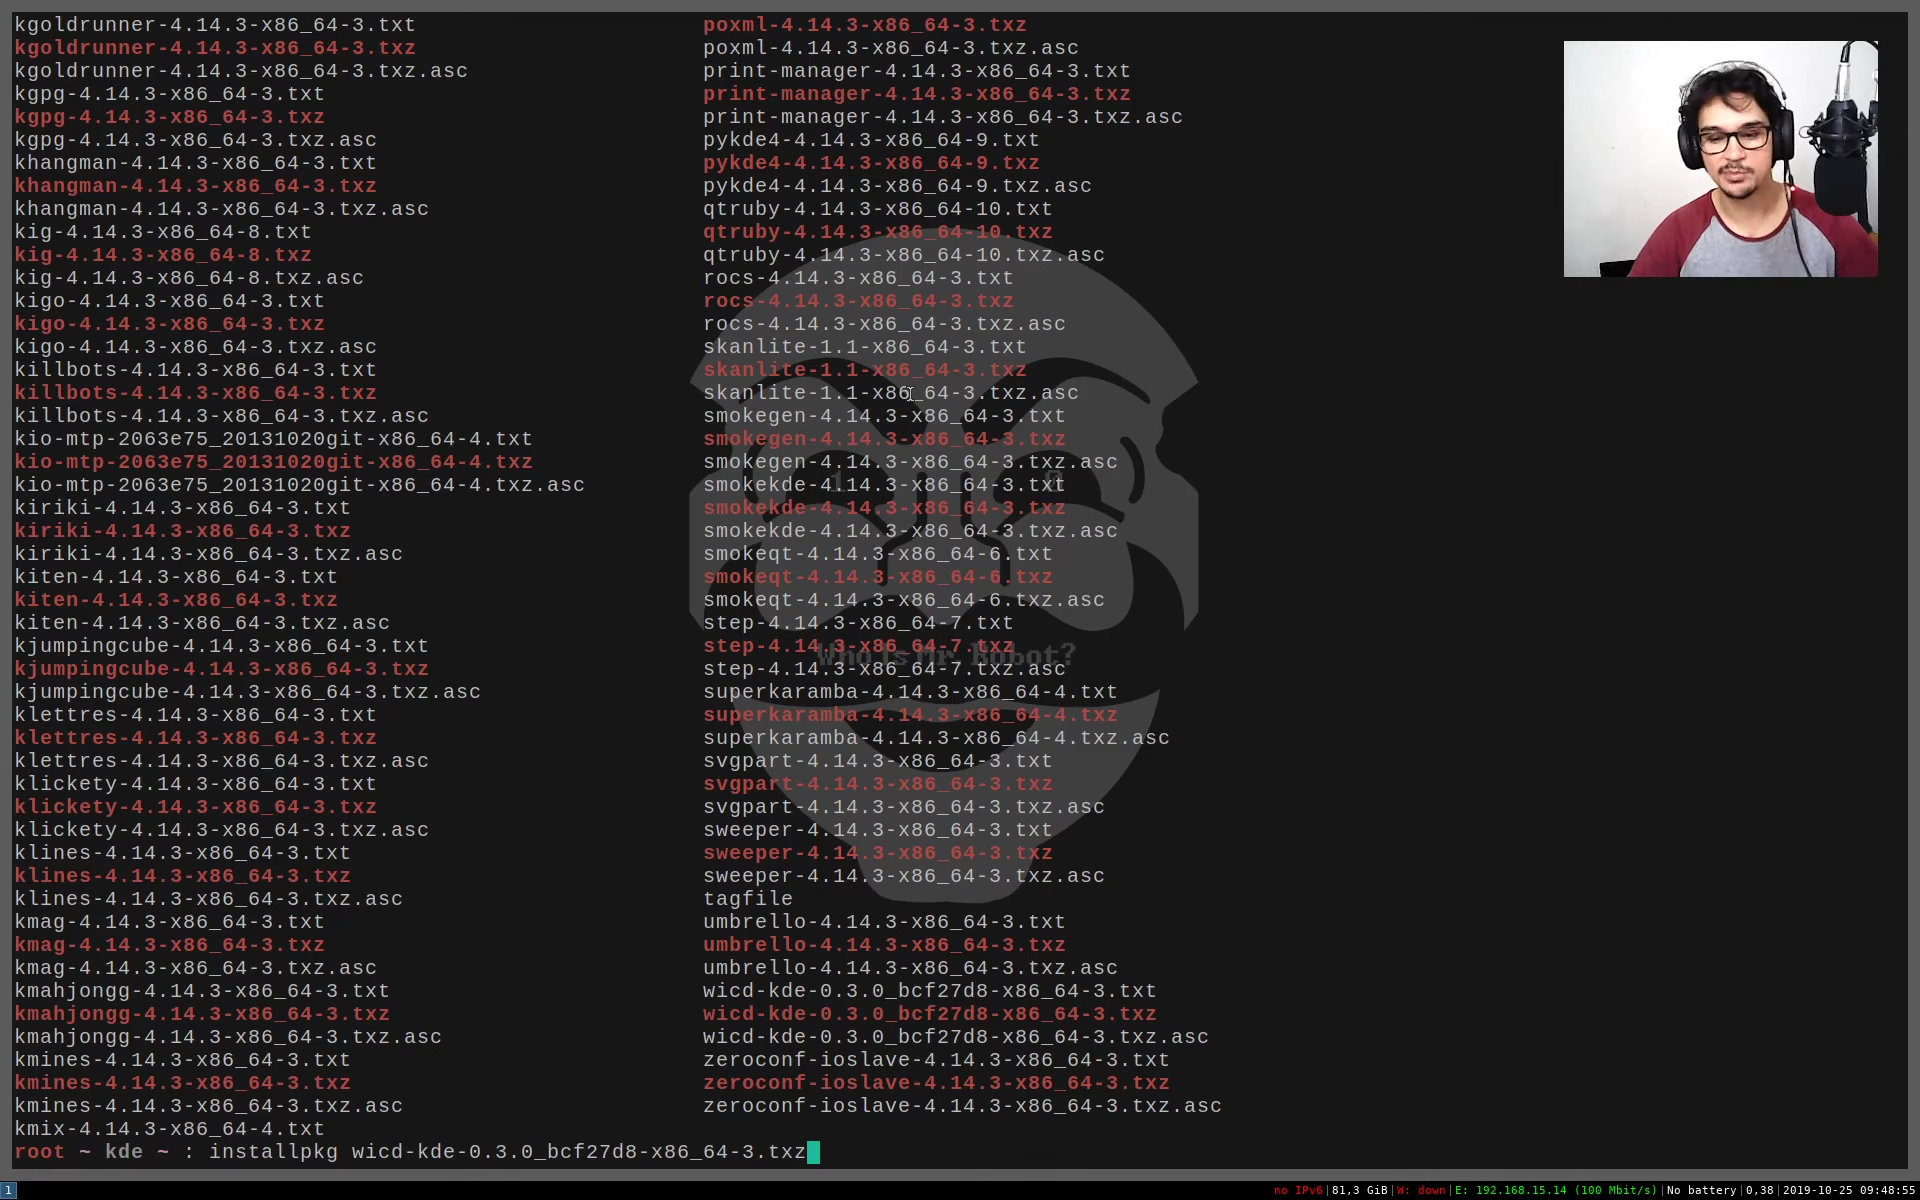 kgoldrunner-4.14.3-x86_64-3.txt
kgoldrunner-4.14.3-x86_64-3.txz
kgoldrunner-4.14.3-x86_64-3.txz.asc
kgpg-4.14.3-x86_64-3.txt
kgpg-4.14.3-x86_64-3.txz
kgpg-4.14.3-x86_64-3.txz.asc
khangman-4.14.3-x86_64-3.txt
khangman-4.14.3-x86_64-3.txz
khangman-4.14.3-x86_64-3.txz.asc
kig-4.14.3-x86_64-8.txt
kig-4.14.3-x86_64-8.txz
kig-4.14.3-x86_64-8.txz.asc
kigo-4.14.3-x86_64-3.txt
kigo-4.14.3-x86_64-3.txz
kigo-4.14.3-x86_64-3.txz.asc
killbots-4.14.3-x86_64-3.txt
killbots-4.14.3-x86_64-3.txz
killbots-4.14.3-x86_64-3.txz.asc
kio-mtp-2063e75_20131020git-x86_64-4.txt
kio-mtp-2063e75_20131020git-x86_64-4.txz
kio-mtp-2063e75_20131020git-x86_64-4.txz.asc
kiriki-4.14.3-x86_64-3.txt
kiriki-4.14.3-x86_64-3.txz
kiriki-4.14.3-x86_64-3.txz.asc
kiten-4.14.3-x86_64-3.txt
kiten-4.14.3-x86_64-3.txz
kiten-4.14.3-x86_64-3.txz.asc
kjumpingcube-4.14.3-x86_64-3.txt
kjumpingcube-4.14.3-x86_64-3.txz
kjumpingcube-4.14.3-x86_64-3.txz.asc
klettres-4.14.3-x86_64-3.txt
klettres-4.14.3-x86_64-3.txz
klettres-4.14.3-x86_64-3.txz.asc
klickety-4.14.3-x86_64-3.txt
klickety-4.14.3-x86_64-3.txz
klickety-4.14.3-x86_64-3.txz.asc
klines-4.14.3-x86_64-3.txt
klines-4.14.3-x86_64-3.txz
klines-4.14.3-x86_64-3.txz.asc
kmag-4.14.3-x86_64-3.txt
kmag-4.14.3-x86_64-3.txz
kmag-4.14.3-x86_64-3.txz.asc
kmahjongg-4.14.3-x86_64-3.txt
kmahjongg-4.14.3-x86_64-3.txz
kmahjongg-4.14.3-x86_64-3.txz.asc
kmines-4.14.3-x86_64-3.txt
kmines-4.14.3-x86_64-3.txz
kmines-4.14.3-x86_64-3.txz.asc
kmix-4.14.3-x86_64-4.txt
poxml-4.14.3-x86_64-3.txz
poxml-4.14.3-x86_64-3.txz.asc
print-manager-4.14.3-x86_64-3.txt
print-manager-4.14.3-x86_64-3.txz
print-manager-4.14.3-x86_64-3.txz.asc
pykde4-4.14.3-x86_64-9.txt
pykde4-4.14.3-x86_64-9.txz
pykde4-4.14.3-x86_64-9.txz.asc
qtruby-4.14.3-x86_64-10.txt
qtruby-4.14.3-x86_64-10.txz
qtruby-4.14.3-x86_64-10.txz.asc
rocs-4.14.3-x86_64-3.txt
rocs-4.14.3-x86_64-3.txz
rocs-4.14.3-x86_64-3.txz.asc
skanlite-1.1-x86_64-3.txt
skanlite-1.1-x86_64-3.txz
skanlite-1.1-x86_64-3.txz.asc
smokegen-4.14.3-x86_64-3.txt
smokegen-4.14.3-x86_64-3.txz
smokegen-4.14.3-x86_64-3.txz.asc
smokekde-4.14.3-x86_64-3.txt
smokekde-4.14.3-x86_64-3.txz
smokekde-4.14.3-x86_64-3.txz.asc
smokeqt-4.14.3-x86_64-6.txt
smokeqt-4.14.3-x86_64-6.txz
smokeqt-4.14.3-x86_64-6.txz.asc
step-4.14.3-x86_64-7.txt
step-4.14.3-x86_64-7.txz
Who Is Mr. Robot?
step-4.14.3-x86_64-7.txz.asc
superkaramba-4.14.3-x86_64-4.txt
superkaramba-4.14.3-x86_64-4.txz
superkaramba-4.14.3-x86_64-4.txz.asc
svgpart-4.14.3-x86_64-3.txt
svgpart-4.14.3-x86_64-3.txz
svgpart-4.14.3-x86_64-3.txz.asc
sweeper-4.14.3-x86_64-3.txt
sweeper-4.14.3-x86_64-3.txz
sweeper-4.14.3-x86_64-3.txz.asc
tagfile
umbrello-4.14.3-x86_64-3.txt
umbrello-4.14.3-x86_64-3.txz
umbrello-4.14.3-x86_64-3.txz.asc
wicd-kde-0.3.0_bcf27d8-x86_64-3.txt
wicd-kde-0.3.0_bcf27d8-x86_64-3.txz
wicd-kde-0.3.0_bcf27d8-x86_64-3.txz.asc
zeroconf-ioslave-4.14.3-x86_64-3.txt
zeroconf-ioslave-4.14.3-x86_64-3.txz
zeroconf-ioslave-4.14.3-x86_64-3.txz.asc
root ~ kde ~ : installpkg wicd-kde-0.3.0_bcf27d8-x86_64-3.txz
1
no IPv6|81,3 GiB|W: down|E: 192.168.15.14 (100 Mbit/s)|No battery|0,38|2019-10-25 09:48:55